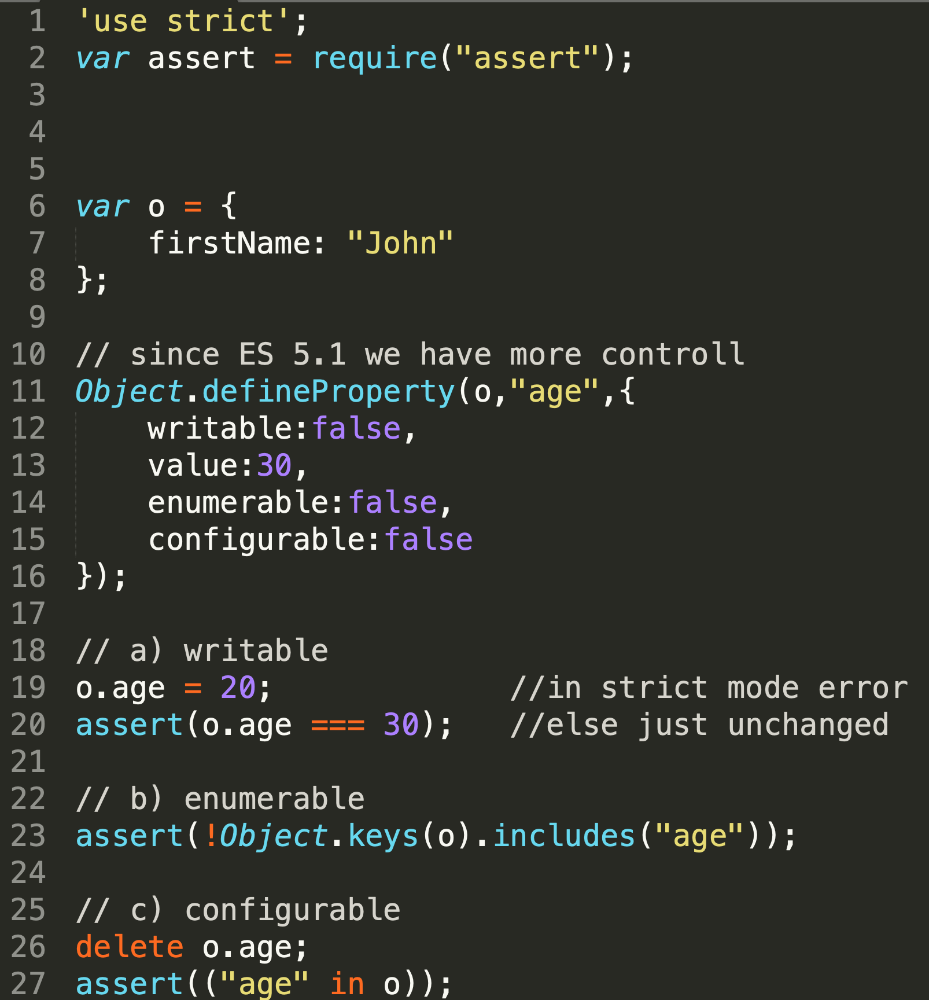 1 'use strict';
2 var assert = require("assert");
3
4
5
6 var o = {
7     firstName: "John"
8 };
9
10 // since ES 5.1 we have more controll
11 Object.defineProperty(o,"age",{
12     writable:false,
13     value:30,
14     enumerable:false,
15     configurable:false
16 });
17
18 // a) writable
19 o.age = 20;             //in strict mode error
20 assert(o.age === 30);   //else just unchanged
21
22 // b) enumerable
23 assert(!Object.keys(o).includes("age"));
24
25 // c) configurable
26 delete o.age;
27 assert(("age" in o));